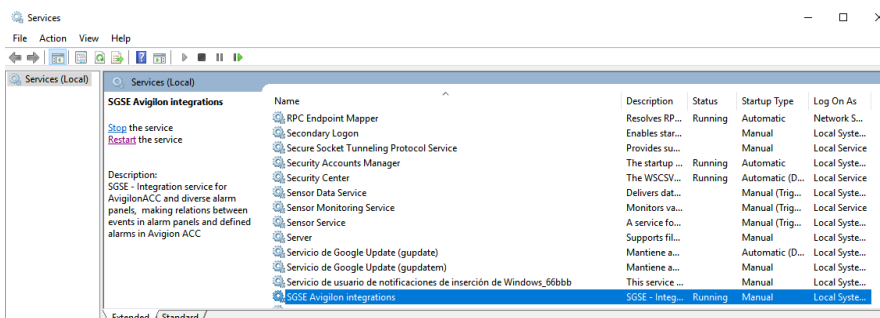 Services
File Action View Help
Services (Local)
Services (Local)
SGSE Avigilon integrations
Stop the service
Restart the service
Description:
SGSE - Integration service for
AvigilonACC and diverse alarm
panels, making relations between
events in alarm panels and defined
alarms in Avigion ACC
Name Description Status Startup Type Log On As
RPC Endpoint Mapper Resolves RP... Running Automatic Network S...
Secondary Logon Enables star... Manual Local Syste...
Secure Socket Tunneling Protocol Service Provides su... Manual Local Service
Security Accounts Manager The startup ... Running Automatic Local Syste...
Security Center The WSCSV... Running Automatic (D... Local Service
Sensor Data Service Delivers dat... Manual (Trig... Local Syste...
Sensor Monitoring Service Monitors va... Manual (Trig... Local Service
Sensor Service A service fo... Manual (Trig... Local Syste...
Server Supports fil... Manual Local Syste...
Servicio de Google Update (gupdate) Mantiene a... Automatic (D... Local Syste...
Servicio de Google Update (gupdatem) Mantiene a... Manual Local Syste...
Servicio de usuario de notificaciones de inserción de Windows_66bbb This service ... Manual Local Syste...
SGSE Avigilon integrations SGSE - Integ... Running Manual Local Syste...
Extended Standard